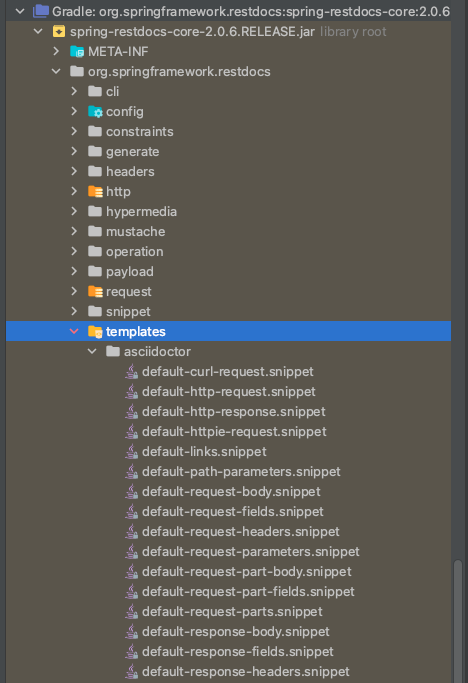 Gradle: org.springframework.restdocs:spring-restdocs-core:2.0.6
spring-restdocs-core-2.0.6.RELEASE.jar library root
META-INF
org.springframework.restdocs
cli
config
constraints
generate
headers
http
hypermedia
mustache
operation
payload
request
snippet
templates
asciidoctor
default-curl-request.snippet
default-http-request.snippet
default-http-response.snippet
default-httpie-request.snippet
default-links.snippet
default-path-parameters.snippet
default-request-body.snippet
default-request-fields.snippet
default-request-headers.snippet
default-request-parameters.snippet
default-request-part-body.snippet
default-request-part-fields.snippet
default-request-parts.snippet
default-response-body.snippet
default-response-fields.snippet
default-response-headers.snippet